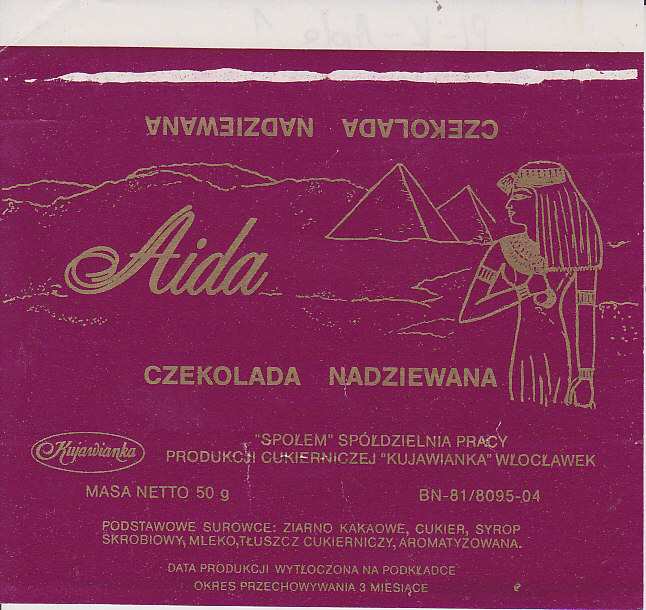 CZEKOLADA NADZIEWANA
Aida
CZEKOLADA NADZIEWANA
Kujawianka
"SPOŁEM" SPÓŁDZIELNIA PRACY
PRODUKCJI CUKIERNICZEJ "KUJAWIANKA" WŁOCŁAWEK
MASA NETTO 50 g
BN-81/8095-04
PODSTAWOWE SUROWCE: ZIARNO KAKAOWE, CUKIER, SYROP
SKROBIOWY, MLEKO, TŁUSZCZ CUKIERNICZY, AROMATYZOWANA.
DATA PRODUKCJI WYTŁOCZONA NA PODKŁADCE
OKRES PRZECHOWYWANIA 3 MIESIĄCE